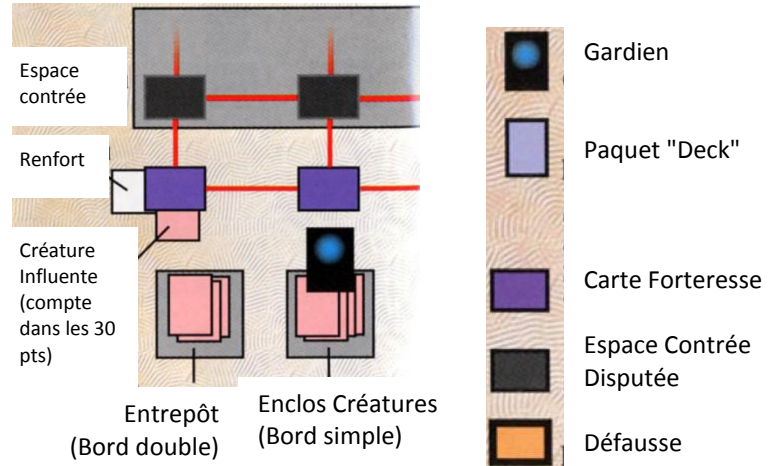 Espace
contrée
Renfort
Créature
Influente
(compte
dans les 30
pts)
Entrepôt
(Bord double)
Enclos Créatures
(Bord simple)
Gardien
Paquet "Deck"
Carte Forteresse
Espace Contrée
Disputée
Défausse